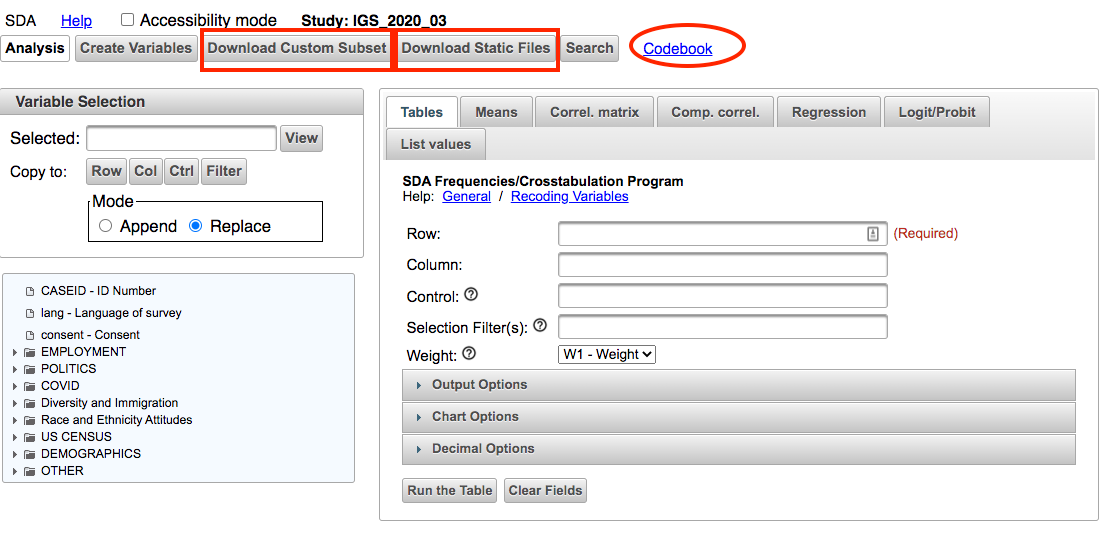 SDA Help Accessibility mode Study: IGS_2020_03
Analysis Create Variables Download Custom Subset Download Static Files Search Codebook
Variable Selection
Selected: View
Copy to: Row Col Ctrl Filter
Mode
Append Replace
CASEID - ID Number
lang - Language of survey
consent - Consent
EMPLOYMENT
POLITICS
COVID
Diversity and Immigration
Race and Ethnicity Attitudes
US CENSUS
DEMOGRAPHICS
OTHER
Tables Means Correl. matrix Comp. correl. Regression Logit/Probit
List values
SDA Frequencies/Crosstabulation Program
Help: General / Recoding Variables
Row: (Required)
Column:
Control: ?
Selection Filter(s): ?
Weight: ? W1 - Weight
Output Options
Chart Options
Decimal Options
Run the Table Clear Fields